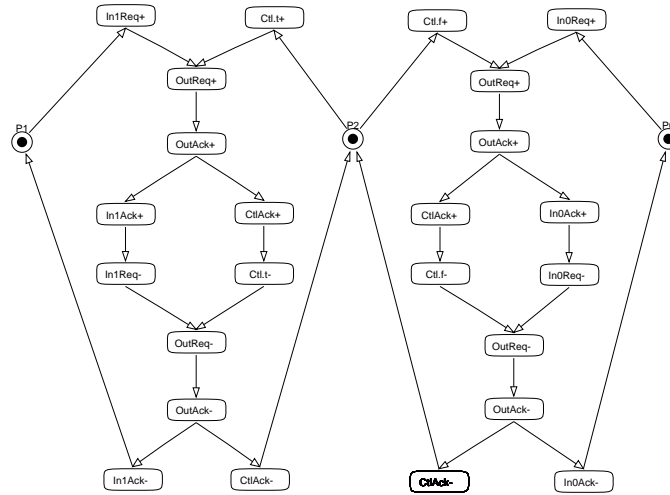 In1Req+ Ctl.t+ Ctl.f+ In0Req+
OutReq+ OutReq+
P1 P2
OutAck+ OutAck+
In1Ack+ CtlAck+ CtlAck+ In0Ack+
In1Req- Ctl.t- Ctl.f- In0Req-
OutReq- OutReq-
OutAck- OutAck-
In1Ack- CtlAck- CtlAck- In0Ack-